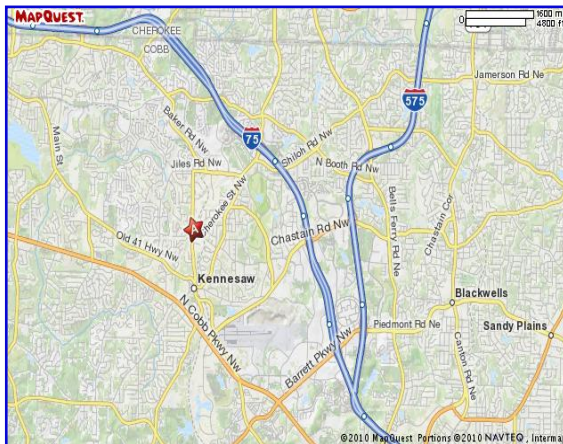 MAPQUEST.
1600 m
4800 ft
CHEROKEE
COBB
Jamerson Rd Ne
575
Baker Rd Nw
75
Main St
Shiloh Rd Nw
Jiles Rd Nw
N Booth Rd Nw
Cherokee St Nw
Bells Ferry Rd Ne
Chastain Cor
A
Chastain Rd Nw
Old 41 Hwy Nw
Kennesaw
N Cobb Pkwy Nw
Blackwells
Piedmont Rd Ne
Sandy Plains
Barrett Pkwy Nw
Canton Rd Ne
©2010 MapQuest Portions ©2010 NAVTEQ, Interma